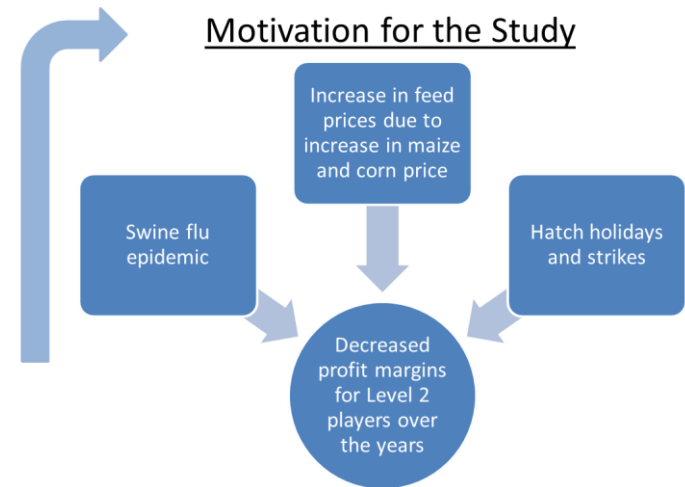 Motivation for the Study
Increase in feed
prices due to
increase in maize
and corn price
Swine flu
epidemic
Hatch holidays
and strikes
Decreased
profit margins
for Level 2
players over
the years